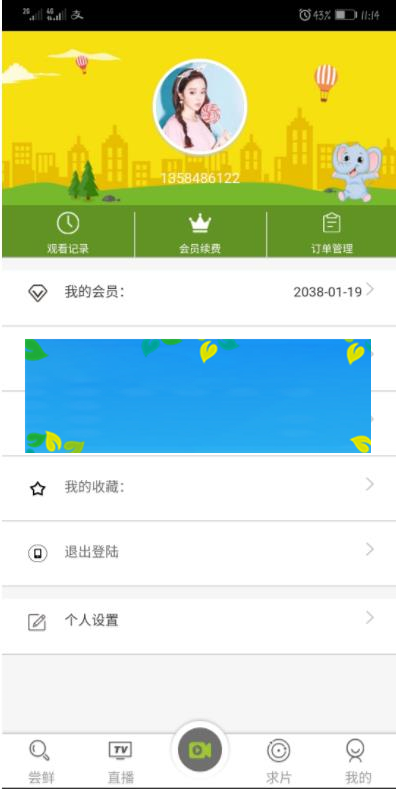 2G 4G 支 43% 11:14
1358486122
观看记录 会员续费 订单管理
我的会员： 2038-01-19
我的收藏：
退出登陆
个人设置
TV
尝鲜 直播 求片 我的